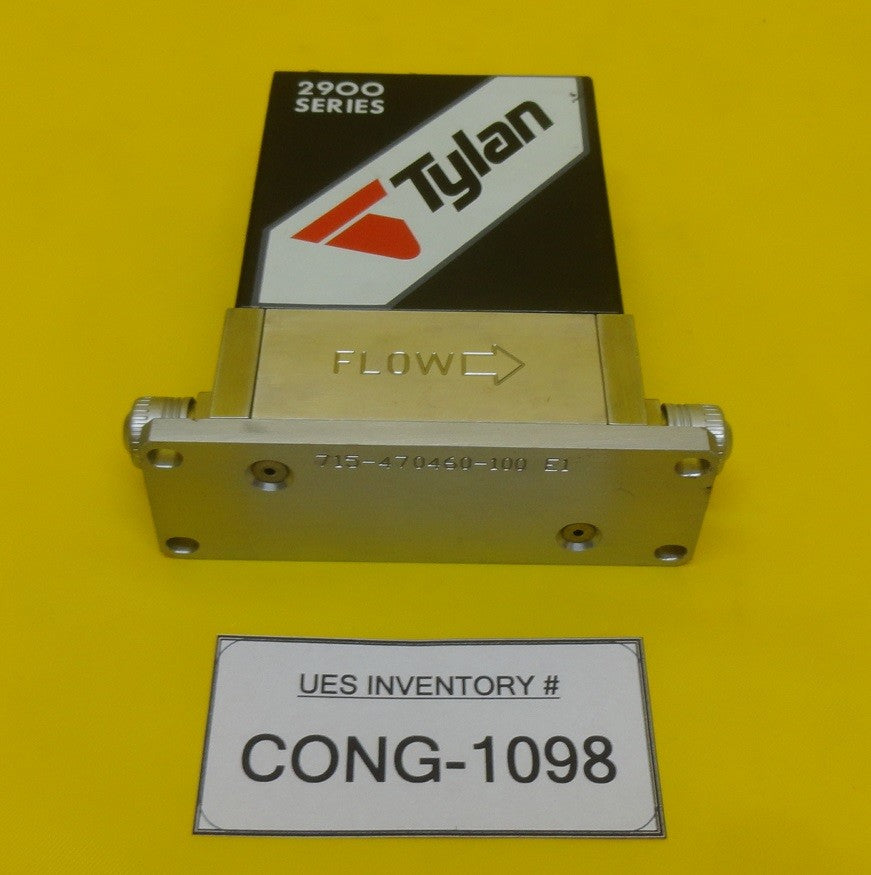 2900
SERIES
Tylan
FLOW
715-470460-100 E1
UES INVENTORY #
CONG-1098